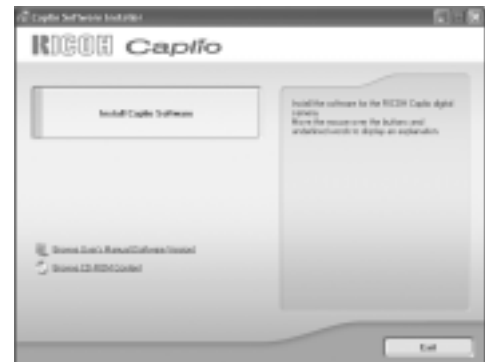 Caplio Software Installer
RICOH Caplio
Install Caplio Software
Install the software for the RICOH Caplio digital
camera.
Move the mouse over the buttons and
underlined words to display an explanation.
Browse User's Manual (Software Version)
Browse CD-ROM Content
Exit